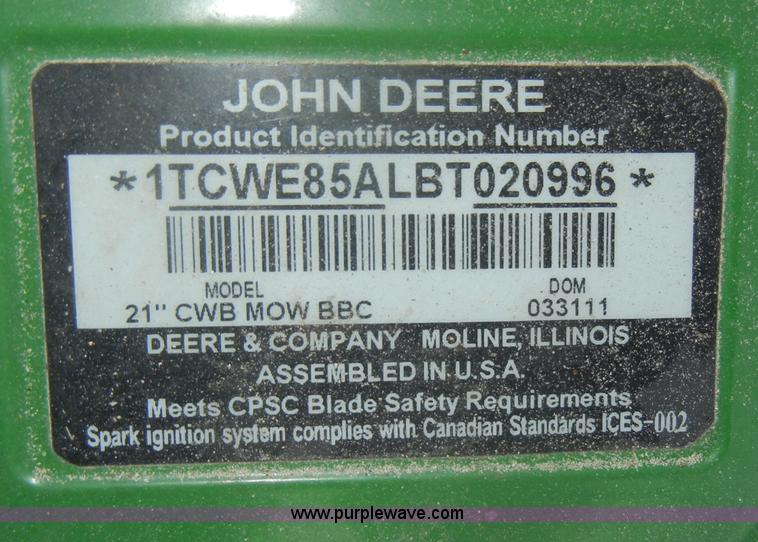 JOHN DEERE
Product Identification Number
*1TCWE85ALBT020996*
MODEL DOM
21" CWB MOW BBC 033111
DEERE & COMPANY MOLINE, ILLINOIS
ASSEMBLED IN U.S.A.
Meets CPSC Blade Safety Requirements
Spark ignition system complies with Canadian Standards ICES-002
www.purplewave.com